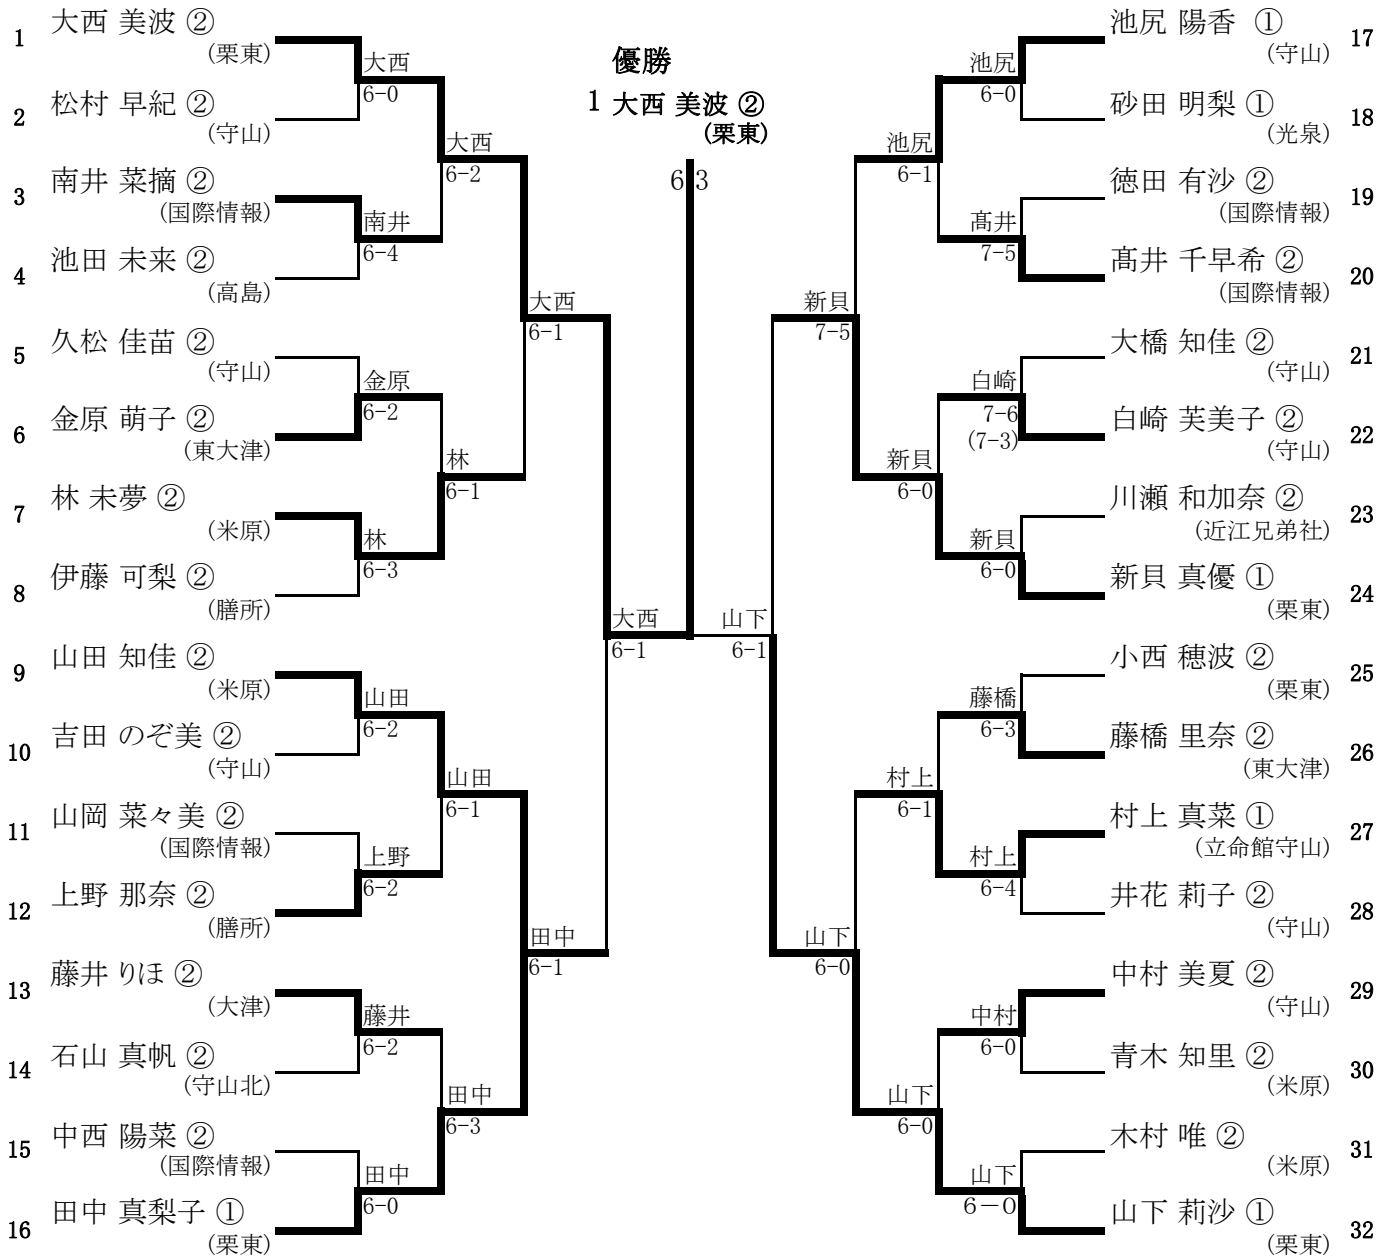 優勝
1 大西 美波 ②
(栗東)
6 3
1 大西 美波 ②
(栗東)
2 松村 早紀 ②
(守山)
3 南井 菜摘 ②
(国際情報)
4 池田 未来 ②
(高島)
5 久松 佳苗 ②
(守山)
6 金原 萌子 ②
(東大津)
7 林 未夢 ②
(米原)
8 伊藤 可梨 ②
(膳所)
9 山田 知佳 ②
(米原)
10 吉田 のぞ美 ②
(守山)
11 山岡 菜々美 ②
(国際情報)
12 上野 那奈 ②
(膳所)
13 藤井 りほ ②
(大津)
14 石山 真帆 ②
(守山北)
15 中西 陽菜 ②
(国際情報)
16 田中 真梨子 ①
(栗東)
大西
6-0
南井
6-4
金原
6-2
林
6-3
山田
6-2
上野
6-2
藤井
6-2
田中
6-0
大西
6-2
林
6-1
山田
6-1
田中
6-3
大西
6-1
田中
6-1
大西
6-1
山下
6-1
新貝
7-5
山下
6-0
池尻
6-1
新貝
6-0
村上
6-1
山下
6-0
池尻
6-0
髙井
7-5
白崎
7-6
(7-3)
新貝
6-0
藤橋
6-3
村上
6-4
中村
6-0
山下
6－0
池尻 陽香 ① 17
(守山)
砂田 明梨 ① 18
(光泉)
徳田 有沙 ② 19
(国際情報)
髙井 千早希 ② 20
(国際情報)
大橋 知佳 ② 21
(守山)
白崎 芙美子 ② 22
(守山)
川瀬 和加奈 ② 23
(近江兄弟社)
新貝 真優 ① 24
(栗東)
小西 穂波 ② 25
(栗東)
藤橋 里奈 ② 26
(東大津)
村上 真菜 ① 27
(立命館守山)
井花 莉子 ② 28
(守山)
中村 美夏 ② 29
(守山)
青木 知里 ② 30
(米原)
木村 唯 ② 31
(米原)
山下 莉沙 ① 32
(栗東)